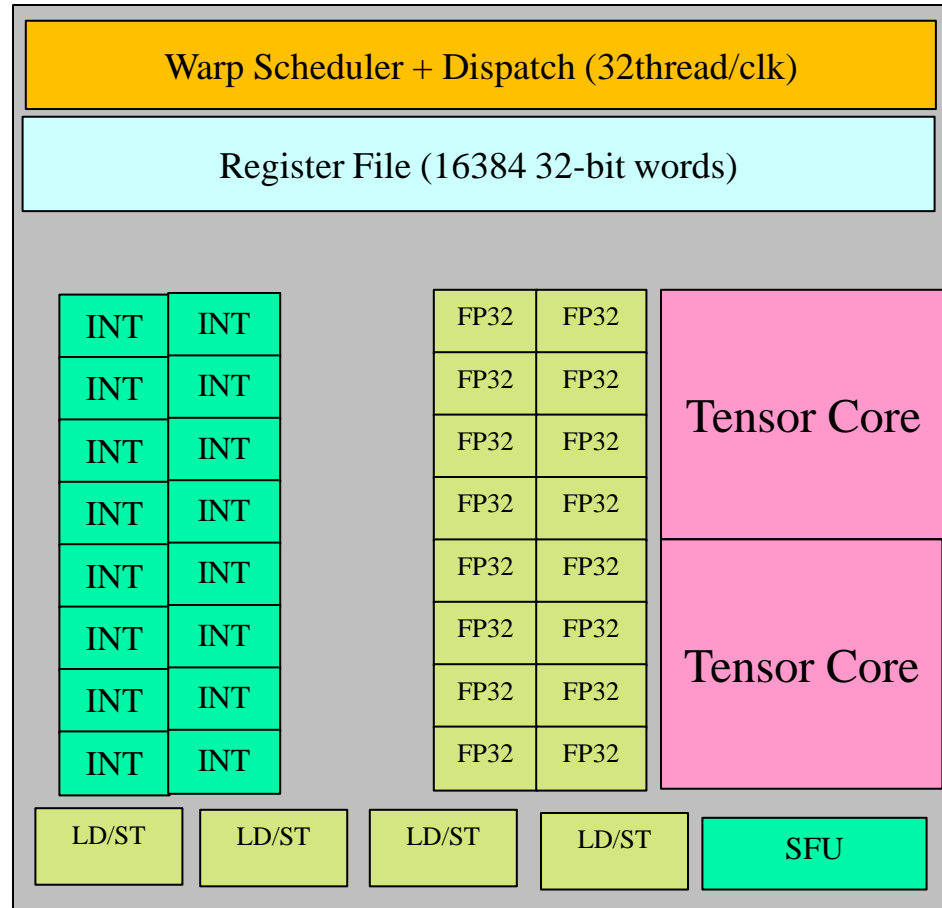 Warp Scheduler + Dispatch (32thread/clk)
Register File (16384 32-bit words)
INT INT FP32 FP32
INT INT FP32 FP32
Tensor Core
INT INT FP32 FP32
INT INT FP32 FP32
INT INT FP32 FP32
INT INT FP32 FP32
Tensor Core
INT INT FP32 FP32
INT INT FP32 FP32
LD/ST LD/ST LD/ST LD/ST SFU